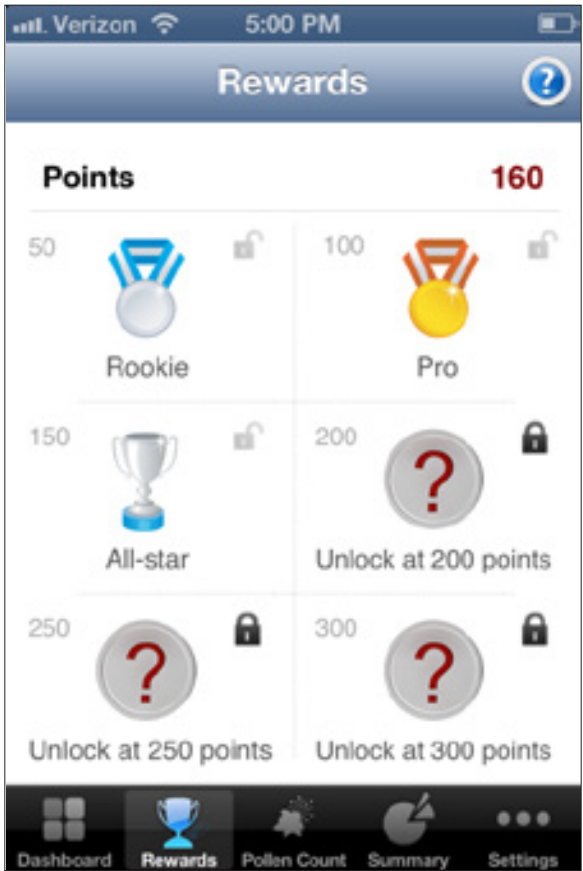 Verizon 5:00 PM
Rewards ?
Points 160
50 100
Rookie Pro
150 200
?
All-star Unlock at 200 points
250 300
? ?
Unlock at 250 points Unlock at 300 points
Dashboard Rewards Pollen Count Summary Settings